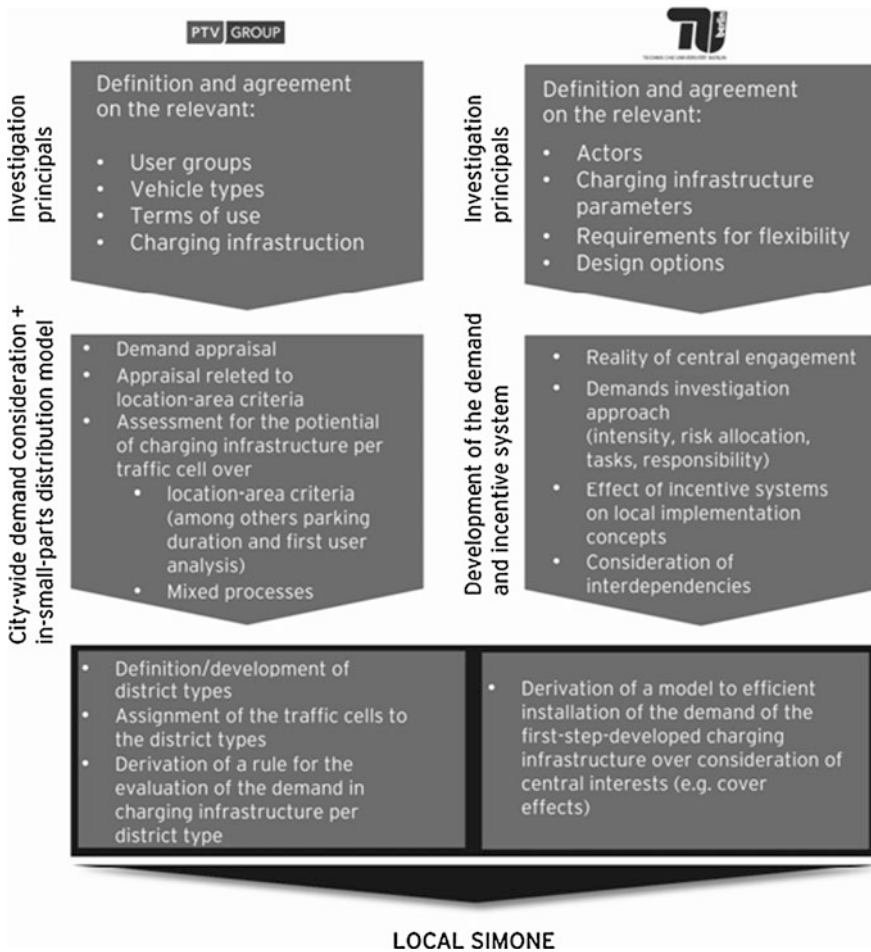 PTV GROUP
Definition and agreement
on the relevant:
• User groups
• Vehicle types
• Terms of use
• Charging infrastruction
Investigation
principals
berlin
TECHNISCHE UNIVERSITY BERLIN
Definition and agreement
on the relevant:
• Actors
• Charging infrastructure
parameters
• Requirements for flexibility
• Design options
Investigation
principals
City-wide demand consideration +
in-small-parts distribution model
• Demand appraisal
• Appraisal releted to
location-area criteria
• Assessment for the potiential
of charging infrastructure per
traffic cell over
• location-area criteria
(among others parking
duration and first user
analysis)
• Mixed processes
Development of the demand
and incentive system
• Reality of central engagement
• Demands investigation
approach
(intensity, risk allocation,
tasks, responsibility)
• Effect of incentive systems
on local implementation
concepts
• Consideration of
interdependencies
• Definition/development of
district types
• Assignment of the traffic cells to
the district types
• Derivation of a rule for the
evaluation of the demand in
charging infrastructure per
district type
• Derivation of a model to efficient
installation of the demand of the
first-step-developed charging
infrastructure over consideration of
central interests (e.g. cover
effects)
LOCAL SIMONE